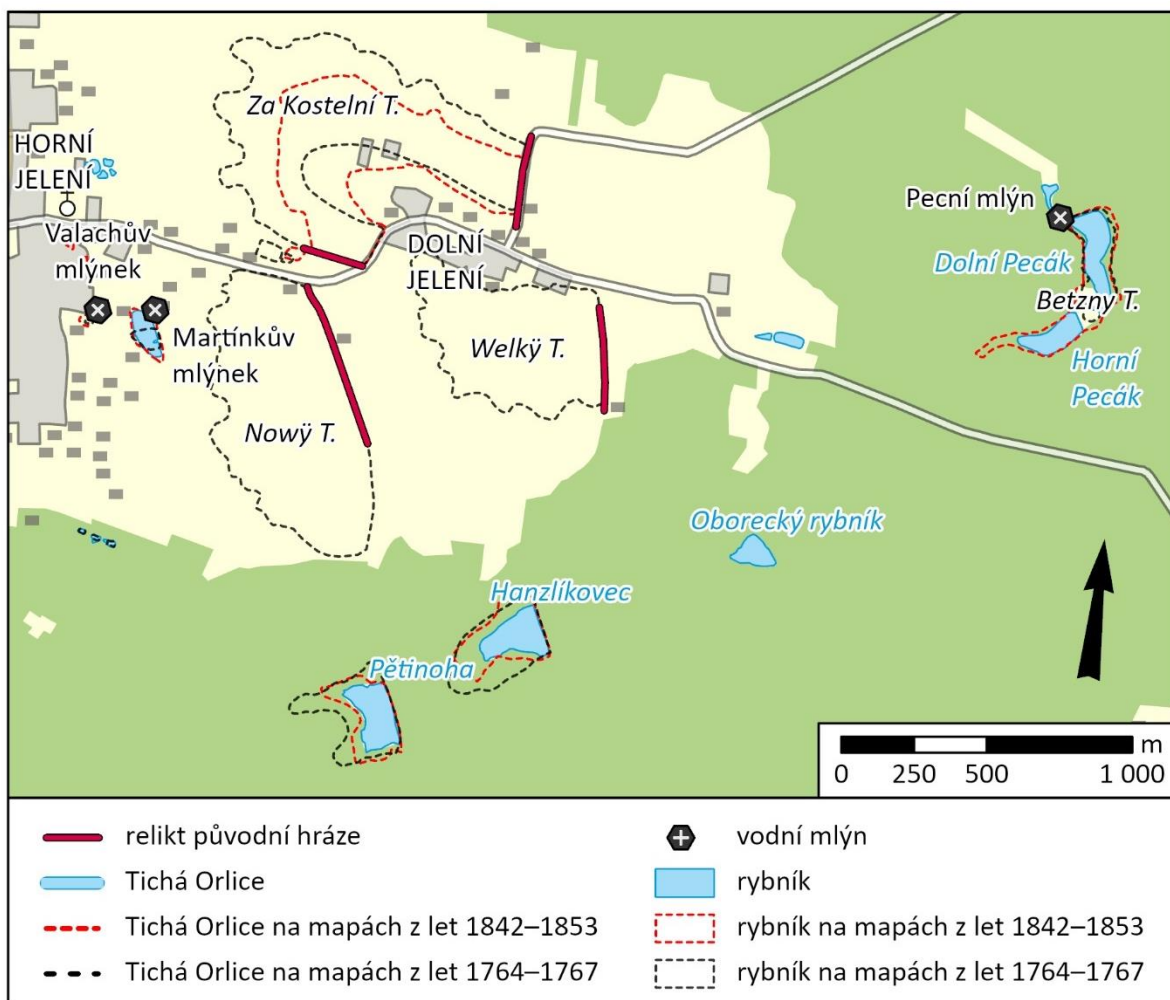 Za Kostelní T.
HORNÍ
JELENÍ
Valachův
mlýnek
DOLNÍ
JELENÍ
Pecní mlýn
Dolní Pecák
Betzny T.
Horní
Pecák
Martínkův
mlýnek
Welkÿ T.
Nowÿ T.
Oborecký rybník
Hanzlíkovec
Pětinoha
m
0 250 500 1 000
relikt původní hráze
Tichá Orlice
Tichá Orlice na mapách z let 1842–1853
Tichá Orlice na mapách z let 1764–1767
vodní mlýn
rybník
rybník na mapách z let 1842–1853
rybník na mapách z let 1764–1767